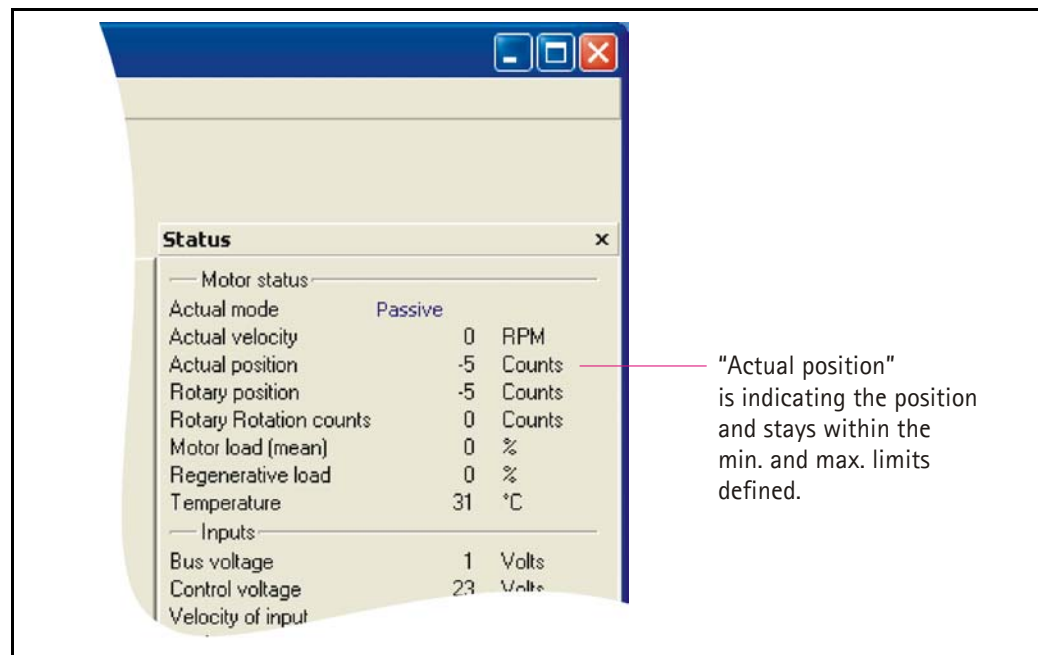 Status
Motor status
Actual mode Passive
Actual velocity 0 RPM
Actual position -5 Counts
Rotary position -5 Counts
Rotary Rotation counts 0 Counts
Motor load (mean) 0 %
Regenerative load 0 %
Temperature 31 °C
Inputs
Bus voltage 1 Volts
Control voltage 23 Volts
Velocity of input
"Actual position"
is indicating the position
and stays within the
min. and max. limits
defined.